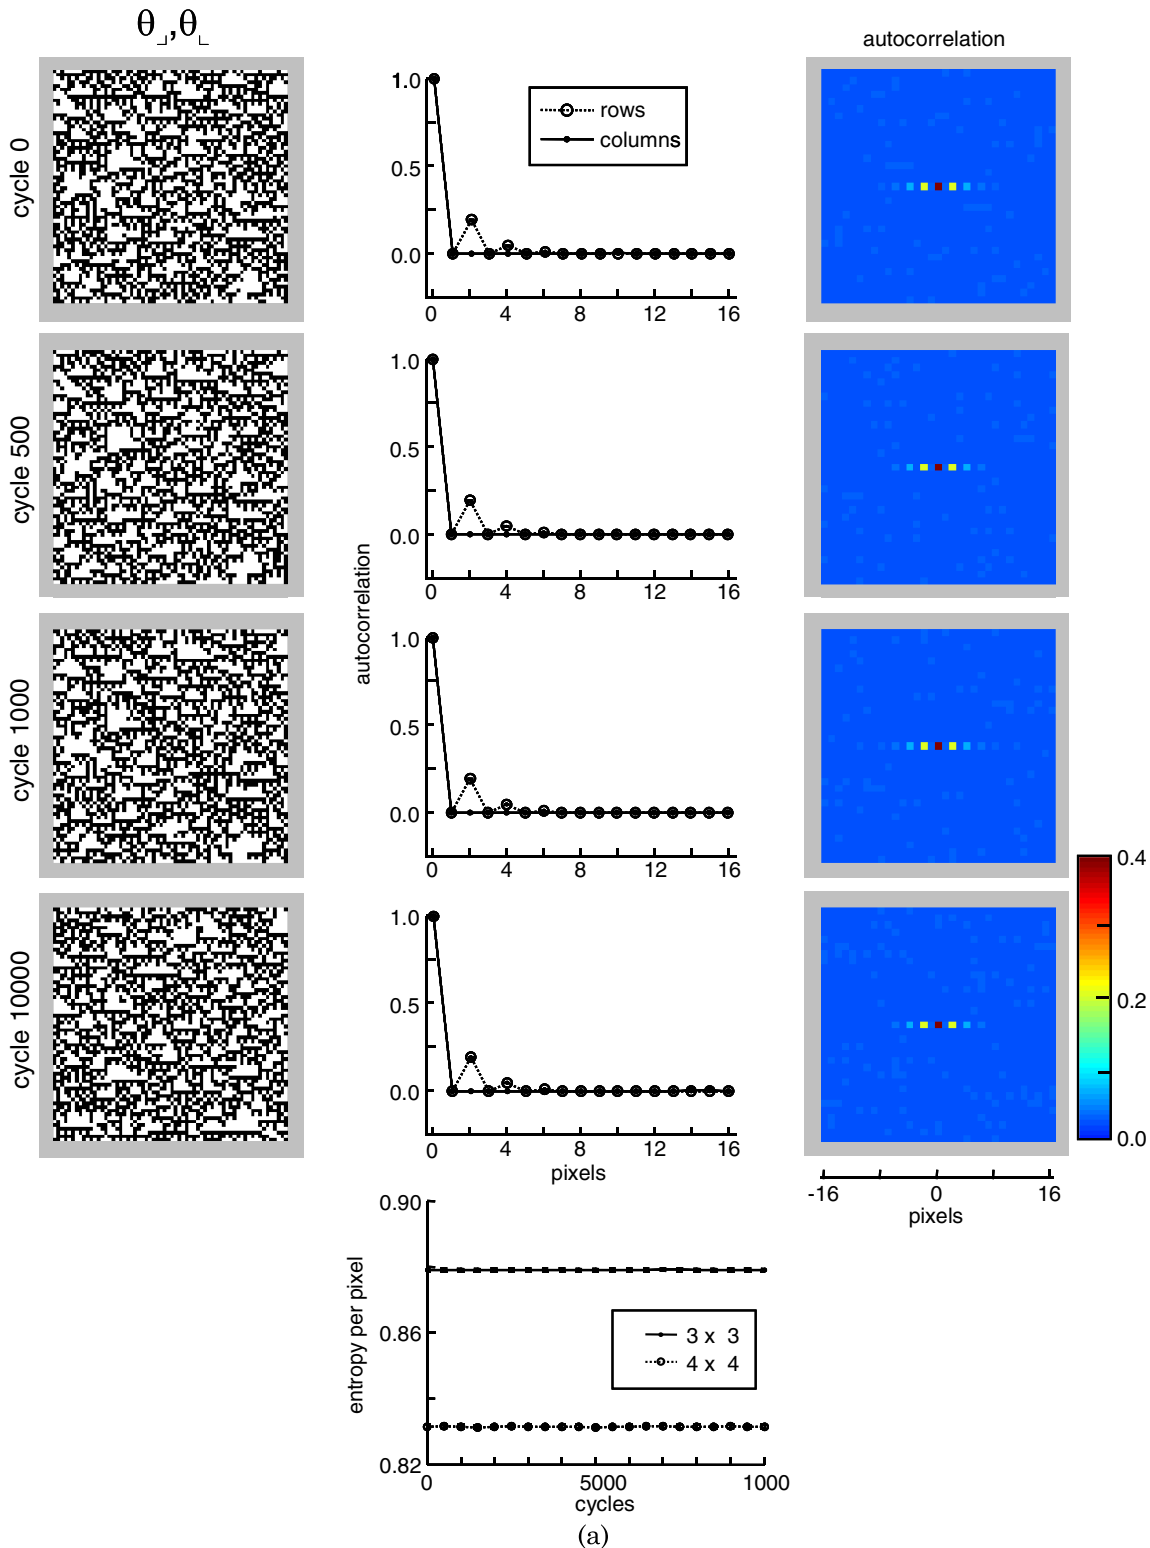 θ⌟,θ⌞
autocorrelation
cycle 0
1.0
0.5
0.0
rows
columns
0 4 8 12 16
cycle 500
1.0
0.5
0.0
0 4 8 12 16
autocorrelation
cycle 1000
1.0
0.5
0.0
0 4 8 12 16
cycle 10000
1.0
0.5
0.0
0 4 8 12 16
pixels
0.4
0.2
0.0
-16 0 16
pixels
entropy per pixel
0.90
0.86
0.82
3 x 3
4 x 4
0 5000 1000
cycles
(a)